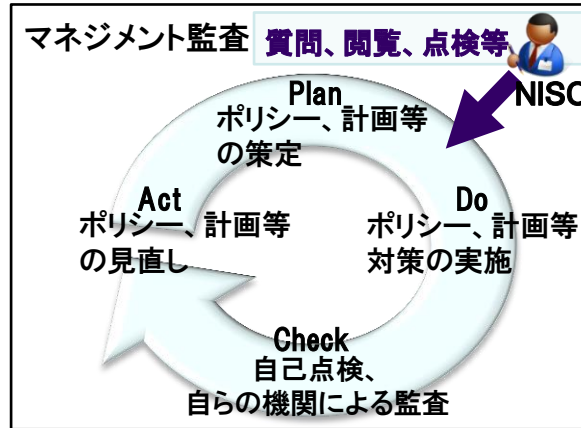 マネジメント監査
質問、閲覧、点検等
NISC
Plan
ポリシー、計画等
の策定
Do
ポリシー、計画等
対策の実施
Check
自己点検、
自らの機関による監査
Act
ポリシー、計画等
の見直し